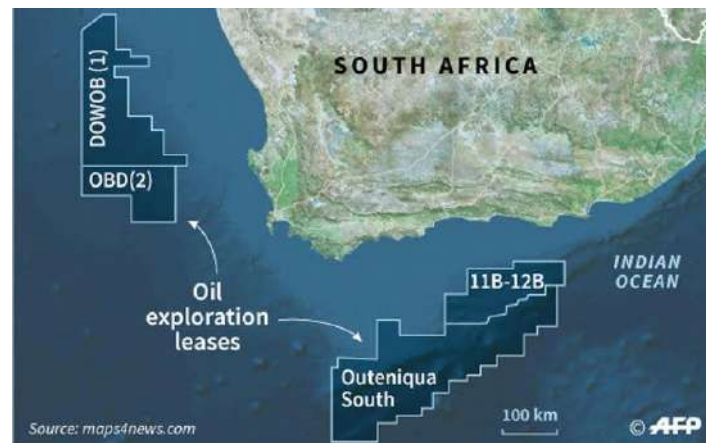 SOUTH AFRICA
DOWOB (1)
OBD(2)
Oil
exploration
leases
11B-12B
INDIAN
OCEAN
Outeniqua
South
100 km
Source: maps4news.com
© AFP